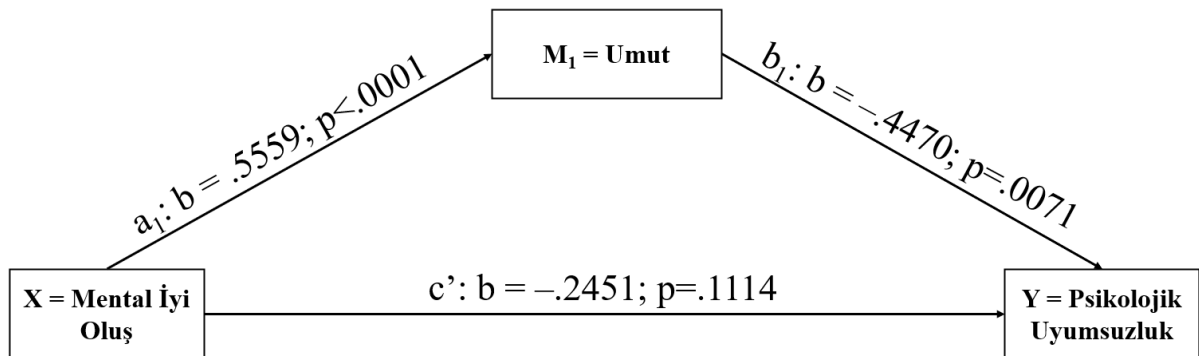 M₁ = Umut
a₁: b = .5559; p<.0001
b₁: b = –.4470; p=.0071
X = Mental İyi
Oluş
c’: b = –.2451; p=.1114
Y = Psikolojik
Uyumsuzluk